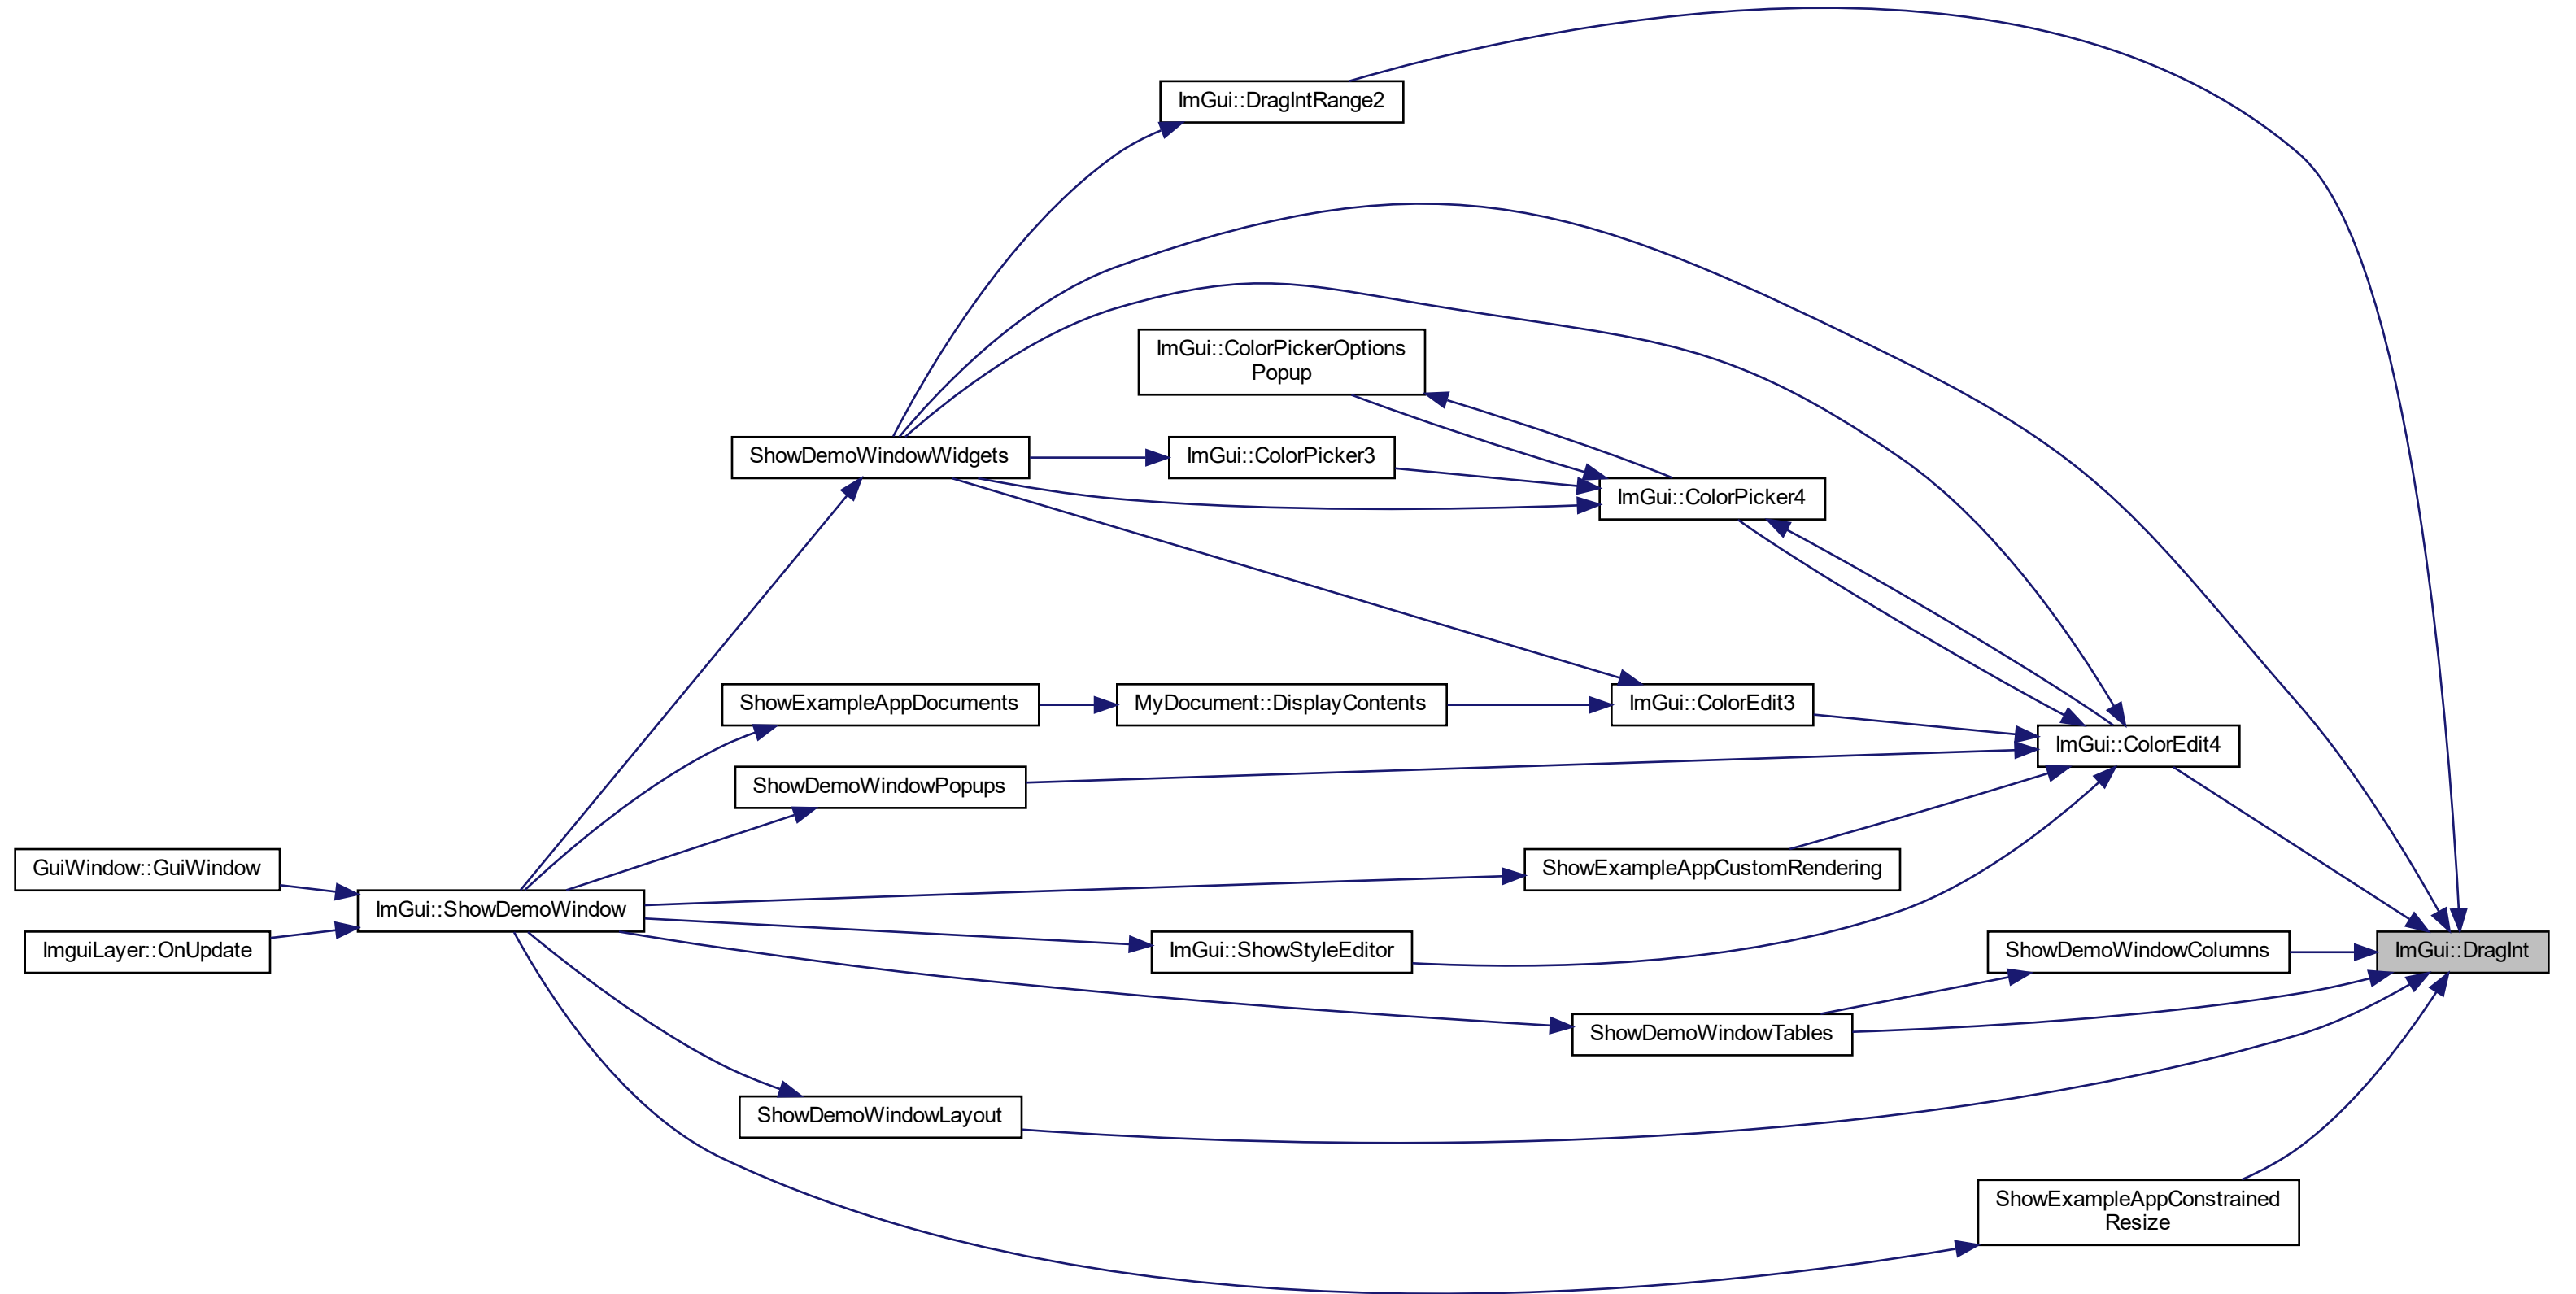 ImGui::DragIntRange2
ImGui::ColorPickerOptions
Popup
ShowDemoWindowWidgets
ImGui::ColorPicker3
ImGui::ColorPicker4
ShowExampleAppDocuments
MyDocument::DisplayContents
ImGui::ColorEdit3
ImGui::ColorEdit4
ShowDemoWindowPopups
GuiWindow::GuiWindow
ShowExampleAppCustomRendering
ImGui::ShowDemoWindow
ImguiLayer::OnUpdate
ImGui::ShowStyleEditor
ShowDemoWindowColumns
ImGui::DragInt
ShowDemoWindowTables
ShowDemoWindowLayout
ShowExampleAppConstrained
Resize